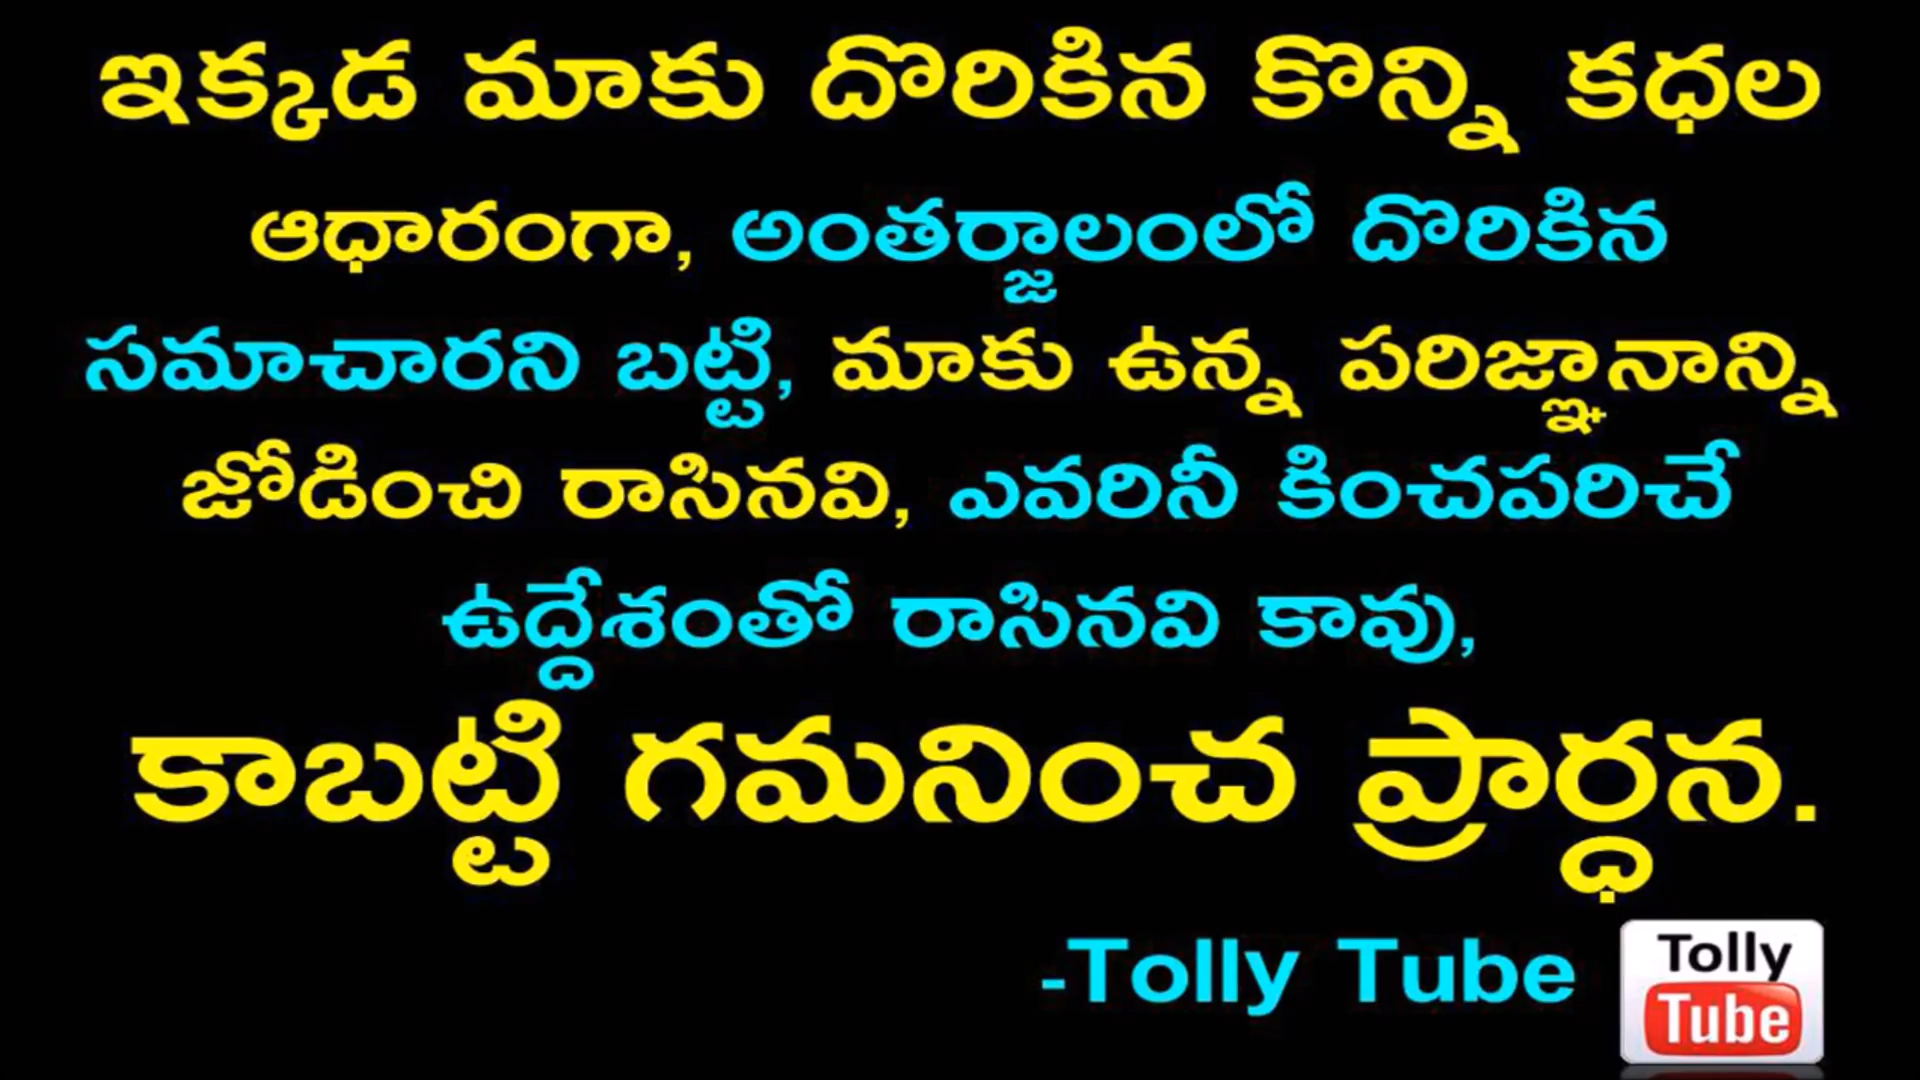 ఇక్కడ మాకు దొరికిన కొన్ని కధల
ఆధారంగా, అంతర్జాలంలో దొరికిన
సమాచారని బట్టి, మాకు ఉన్న పరిజ్ఞానాన్ని
జోడించి రాసినవి, ఎవరినీ కించపరిచే
ఉద్దేశంతో రాసినవి కావు,
కాబట్టి గమనించ ప్రార్ధన.
-Tolly Tube
Tolly
Tube